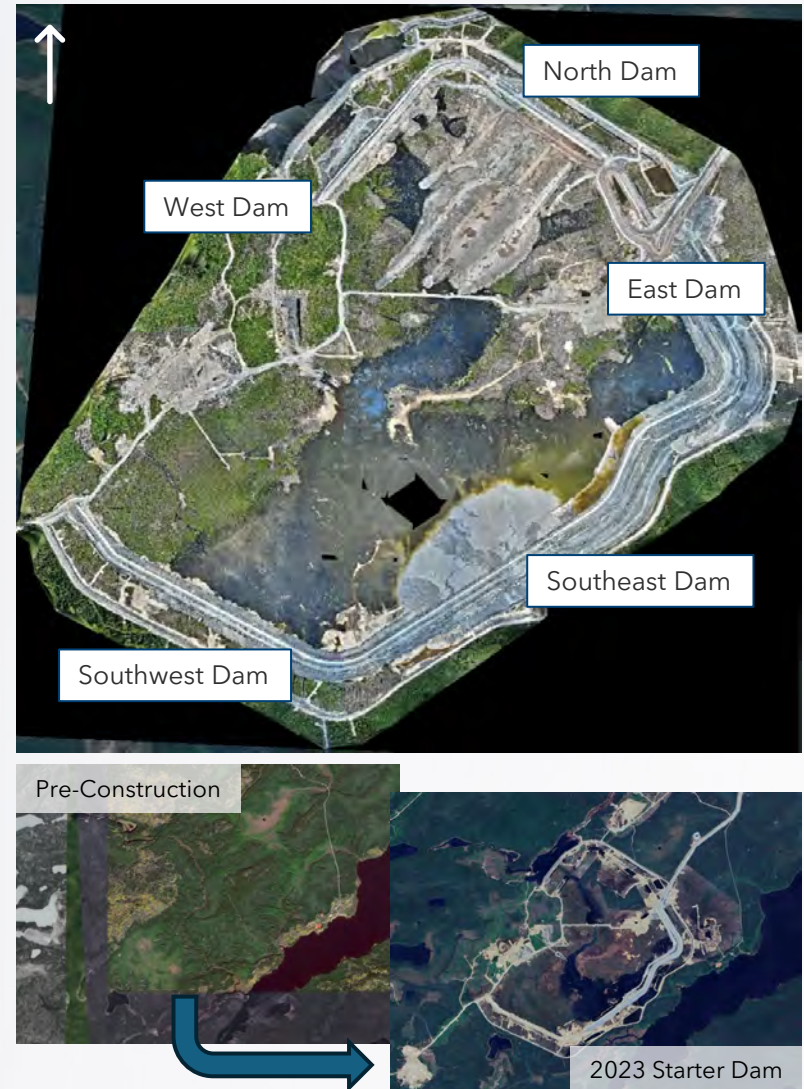 North Dam
West Dam
East Dam
Southeast Dam
Southwest Dam
Pre-Construction
2023 Starter Dam